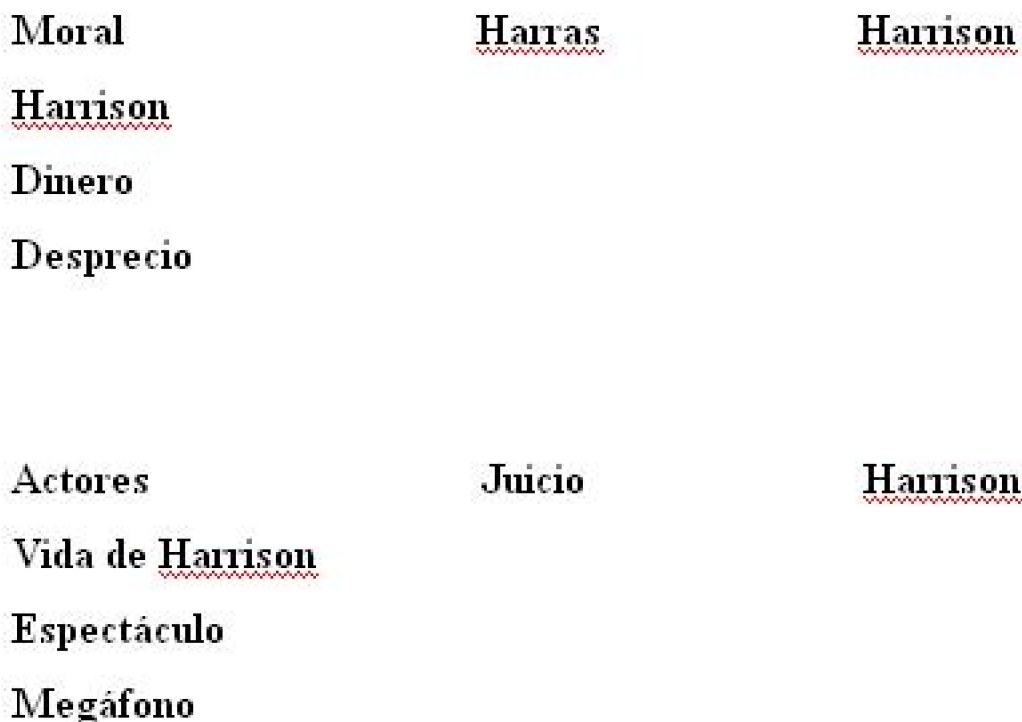 Moral Harras Harrison
Harrison
Dinero
Desprecio
Actores Juicio Harrison
Vida de Harrison
Espectáculo
Megáfono